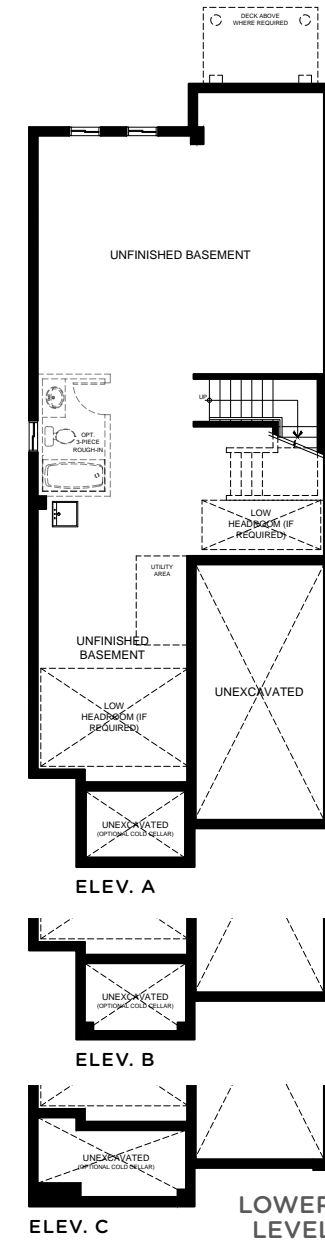 DECK ABOVE
WHERE REQUIRED
UNFINISHED BASEMENT
UP
OPT.
3-PIECE
ROUGH-IN
LOW
HEADROOM (IF
REQUIRED)
UTILITY
AREA
UNFINISHED
BASEMENT
UNEXCAVATED
LOW
HEADROOM (IF
REQUIRED)
UNEXCAVATED
(OPTIONAL COLD CELLAR)
ELEV. A
UNEXCAVATED
(OPTIONAL COLD CELLAR)
ELEV. B
UNEXCAVATED
(OPTIONAL COLD CELLAR)
ELEV. C
LOWER
LEVEL